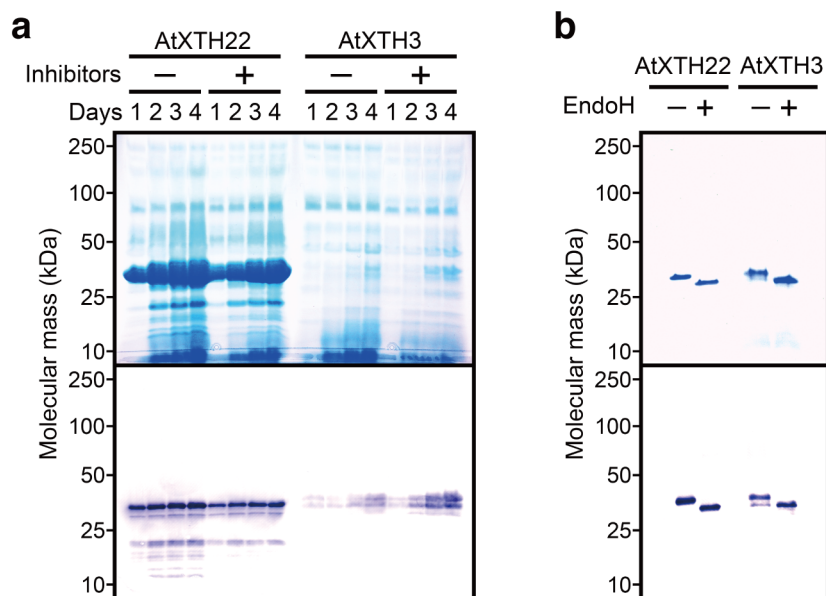 a
AtXTH22 AtXTH3
Inhibitors — + — +
Days 1 2 3 4 1 2 3 4 1 2 3 4 1 2 3 4
Molecular mass (kDa)
250
100
50
25
10
250
100
50
25
10
b
AtXTH22 AtXTH3
EndoH — + — +
Molecular mass (kDa)
250
100
50
25
10
250
100
50
25
10